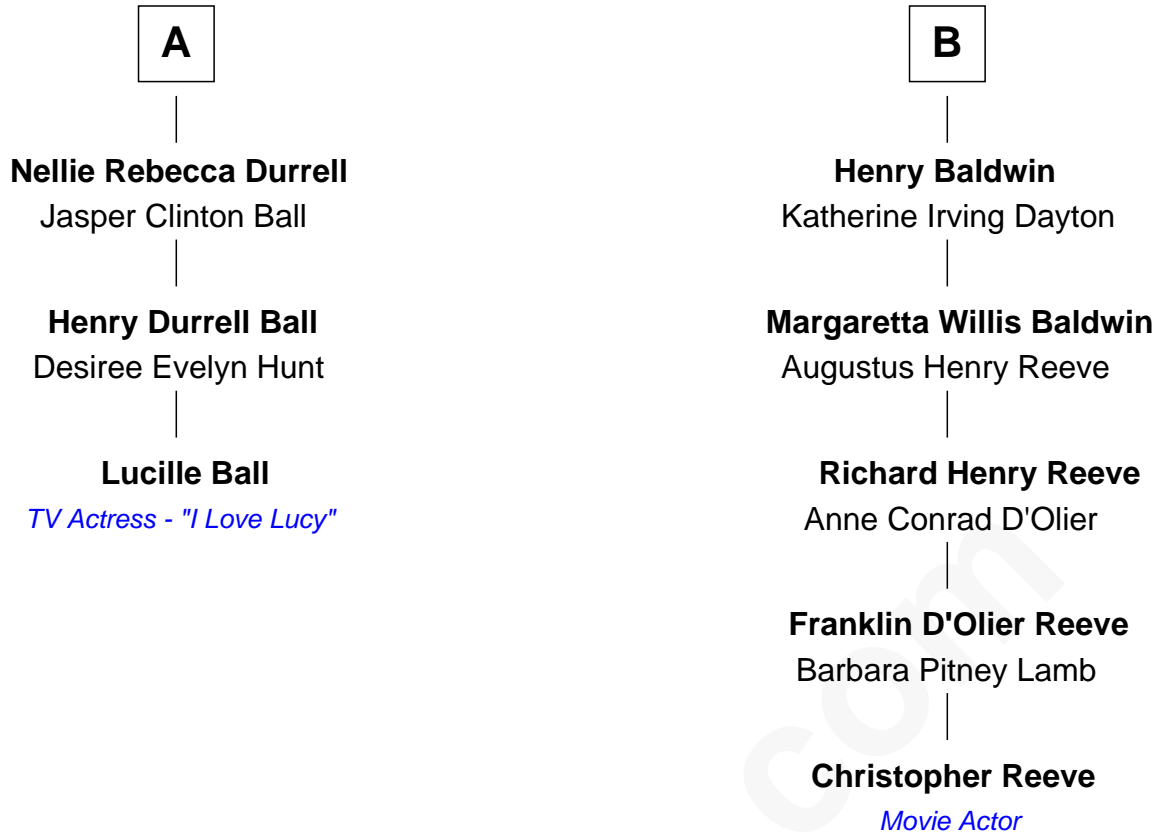 A
Nellie Rebecca Durrell
Jasper Clinton Ball
Henry Durrell Ball
Desiree Evelyn Hunt
Lucille Ball
TV Actress - "I Love Lucy"
B
Henry Baldwin
Katherine Irving Dayton
Margaretta Willis Baldwin
Augustus Henry Reeve
Richard Henry Reeve
Anne Conrad D'Olier
Franklin D'Olier Reeve
Barbara Pitney Lamb
Christopher Reeve
Movie Actor
com